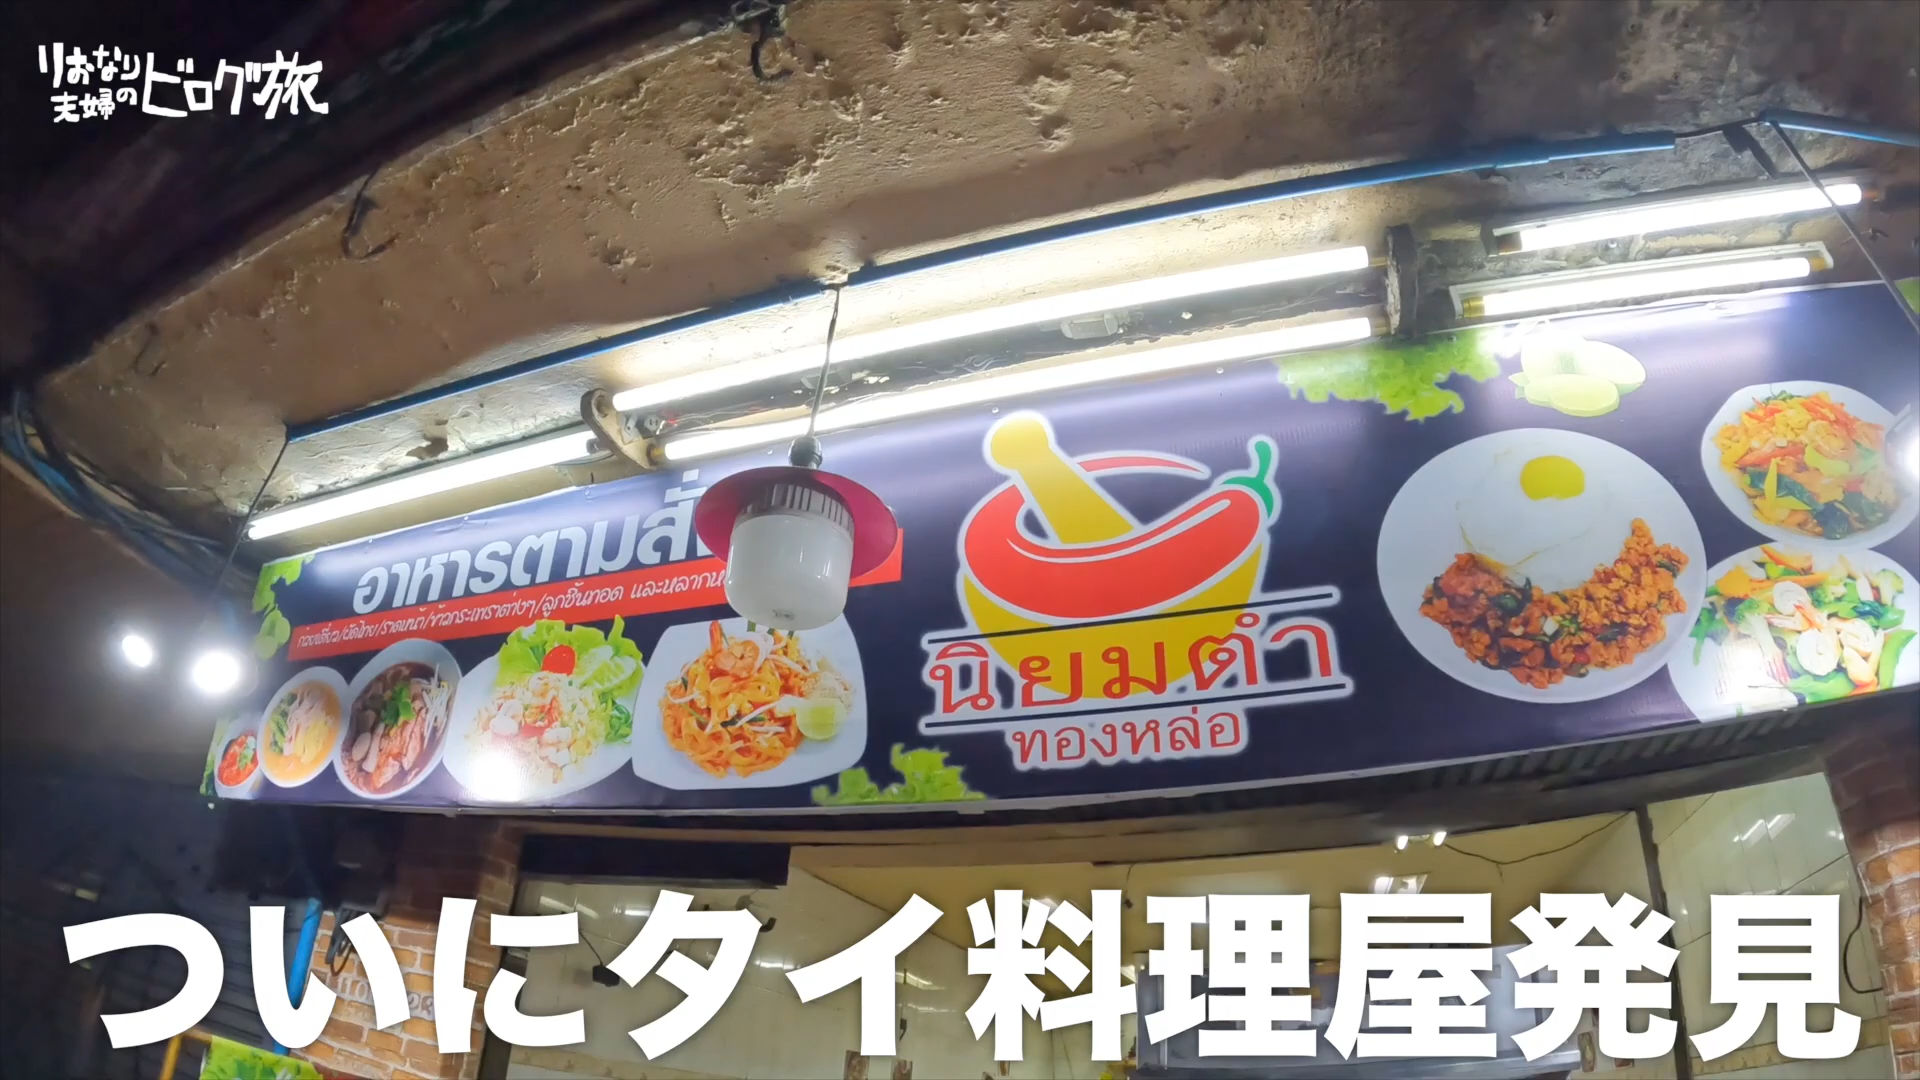 りおなり
夫婦の
ビログ旅
อาหารตามสั่
ก๋วยเตี๋ยว/ผัดไทย/ราดหน้า/ข้าวกระเพราต่างๆ/ลูกชิ้นทอด และหลากห
นิยมตำ
ทองหล่อ
ついにタイ料理屋発見